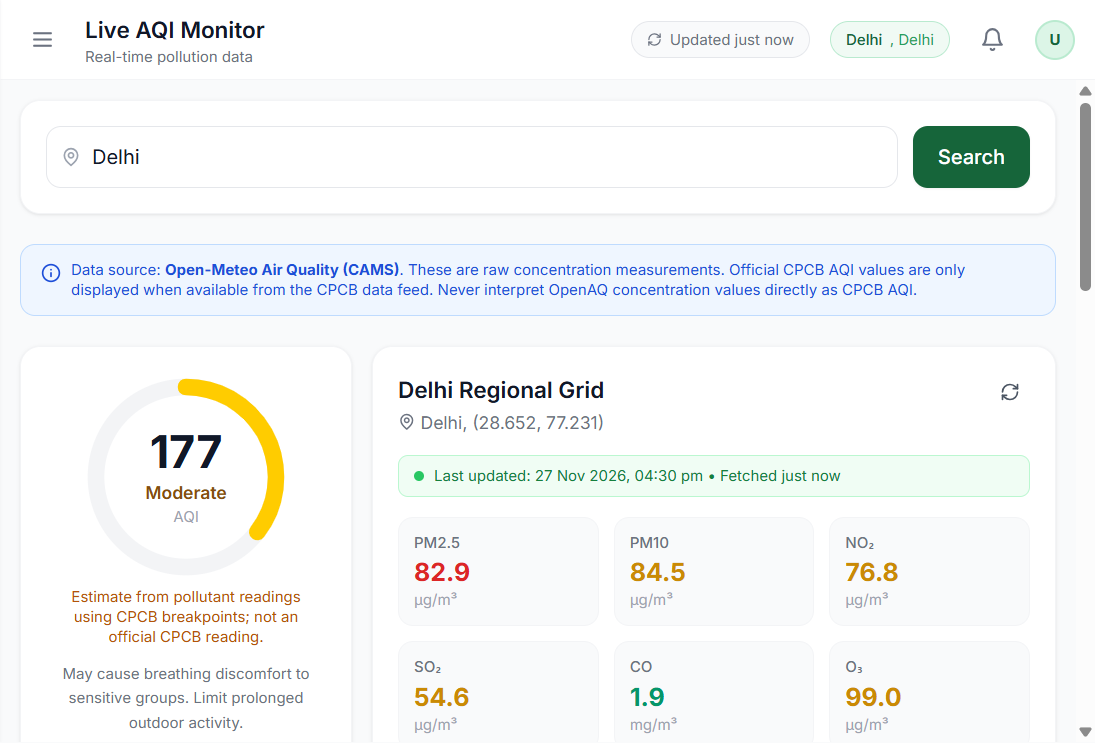 Live AQI Monitor
Real-time pollution data
Updated just now
Delhi , Delhi
U
Delhi
Search
Data source: Open-Meteo Air Quality (CAMS). These are raw concentration measurements. Official CPCB AQI values are only
displayed when available from the CPCB data feed. Never interpret OpenAQ concentration values directly as CPCB AQI.
177
Moderate
AQI
Estimate from pollutant readings
using CPCB breakpoints; not an
official CPCB reading.
May cause breathing discomfort to
sensitive groups. Limit prolonged
outdoor activity.
Delhi Regional Grid
Delhi, (28.652, 77.231)
Last updated: 27 Nov 2026, 04:30 pm • Fetched just now
PM2.5
82.9
µg/m³
PM10
84.5
µg/m³
NO₂
76.8
µg/m³
SO₂
54.6
µg/m³
CO
1.9
mg/m³
O₃
99.0
µg/m³